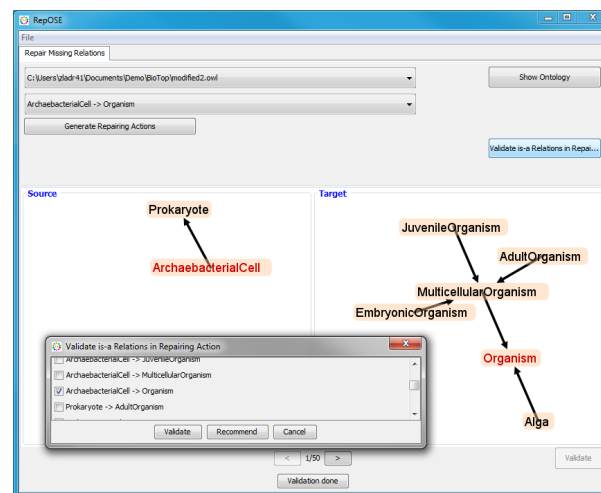 RepOSE
File
Repair Missing Relations
C:\Users\zladr41\Documents\Demo\BioTop\modified2.owl
Show Ontology
ArchaebacterialCell -> Organism
Generate Repairing Actions
Validate is-a Relations in Repai...
Source
Target
Prokaryote
ArchaebacterialCell
JuvenileOrganism
AdultOrganism
MulticellularOrganism
EmbryonicOrganism
Organism
Alga
Validate is-a Relations in Repairing Action
ArchaebacterialCell -> JuvenileOrganism
ArchaebacterialCell -> MulticellularOrganism
ArchaebacterialCell -> Organism
Prokaryote -> AdultOrganism
Validate
Recommend
Cancel
< 1/50 >
Validate
Validation done